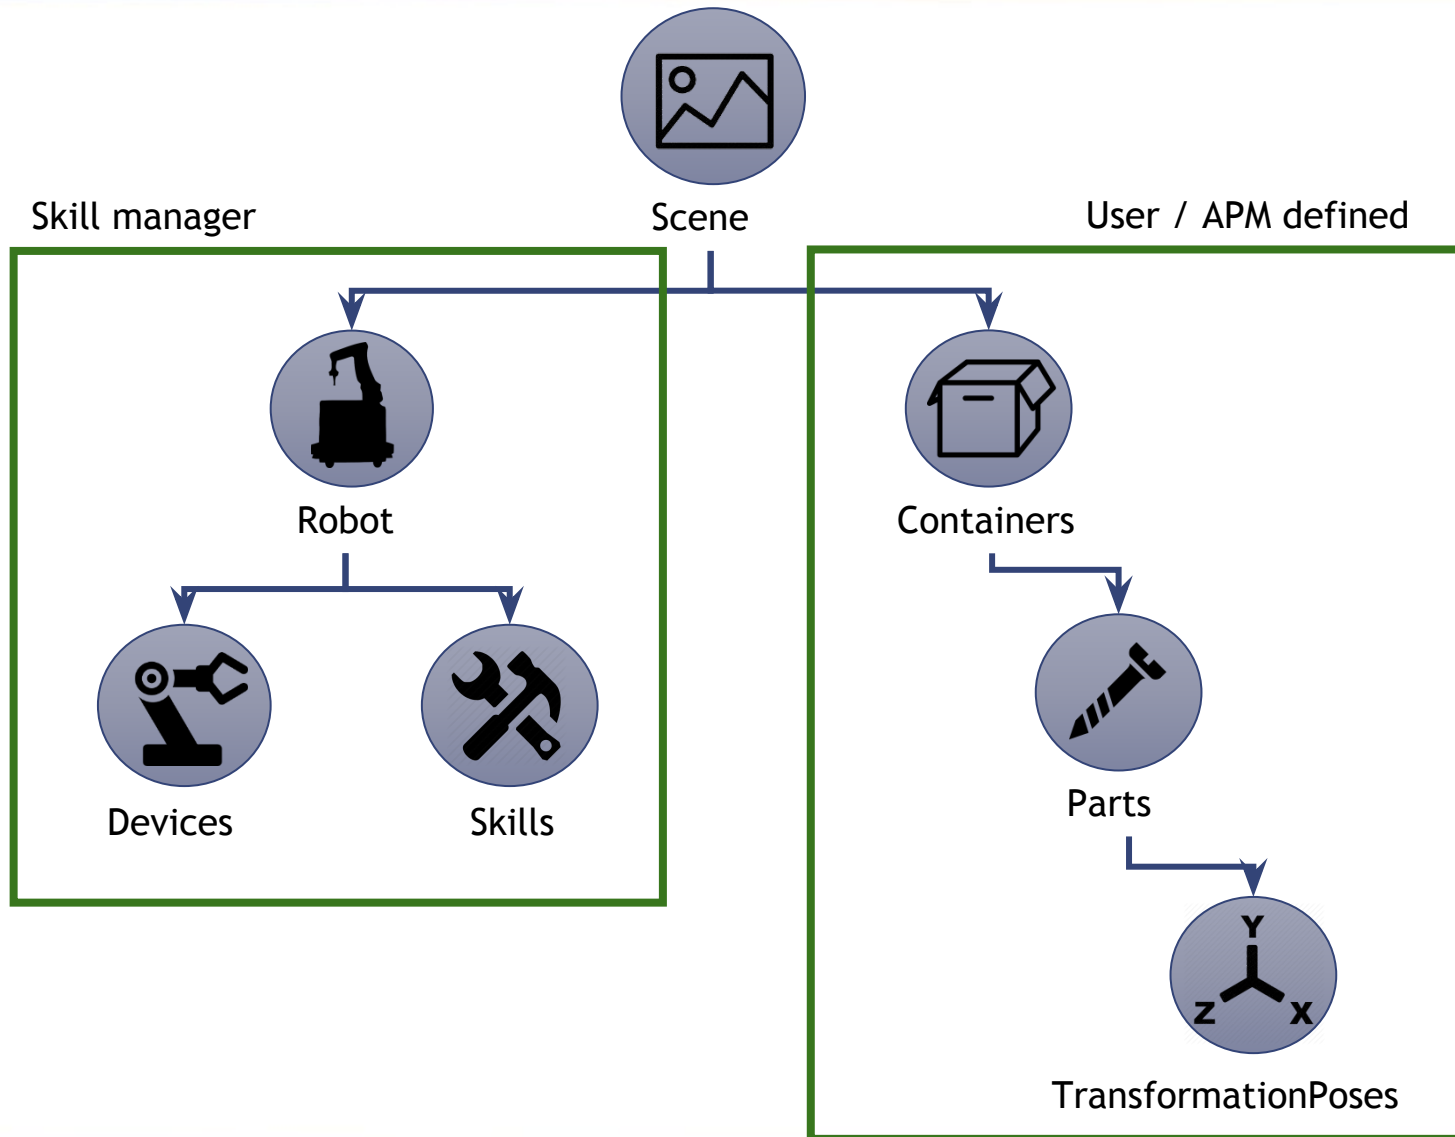 Scene
Skill manager
User / APM defined
Robot
Containers
Devices
Skills
Parts
Y
Z
X
TransformationPoses